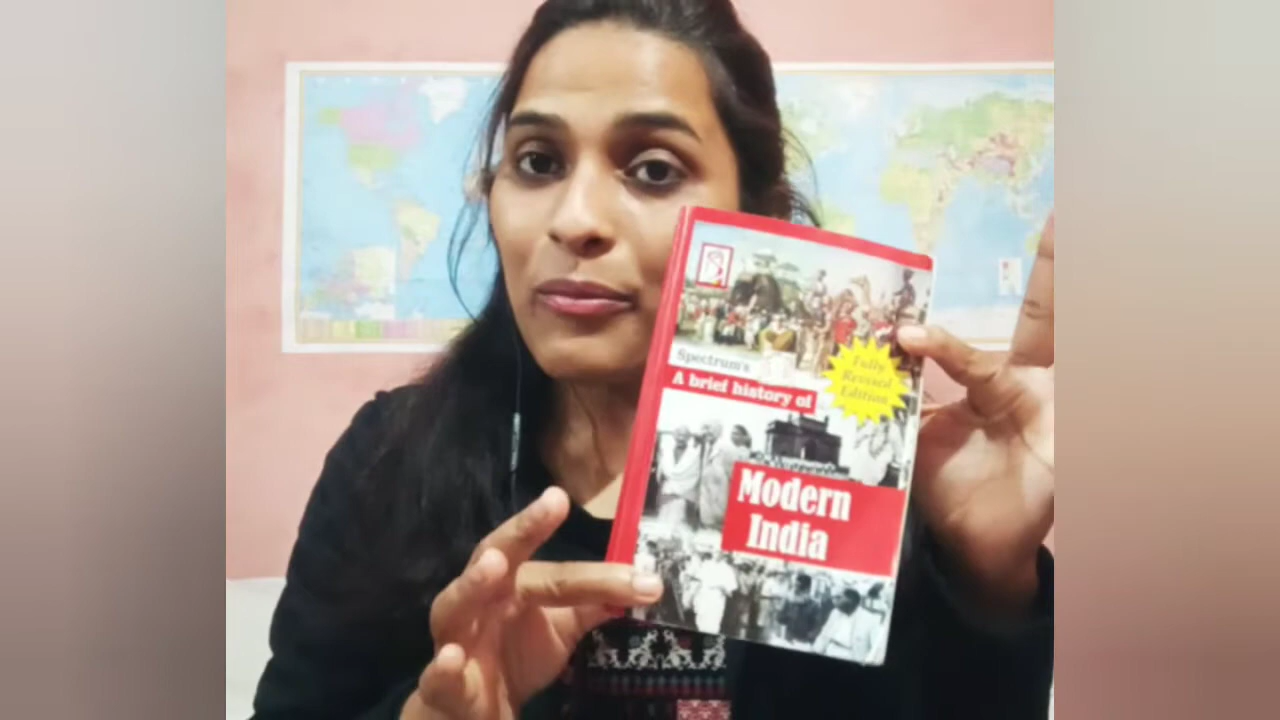 Spectrum's
A brief history of
Fully
Revised
Edition
Modern
India